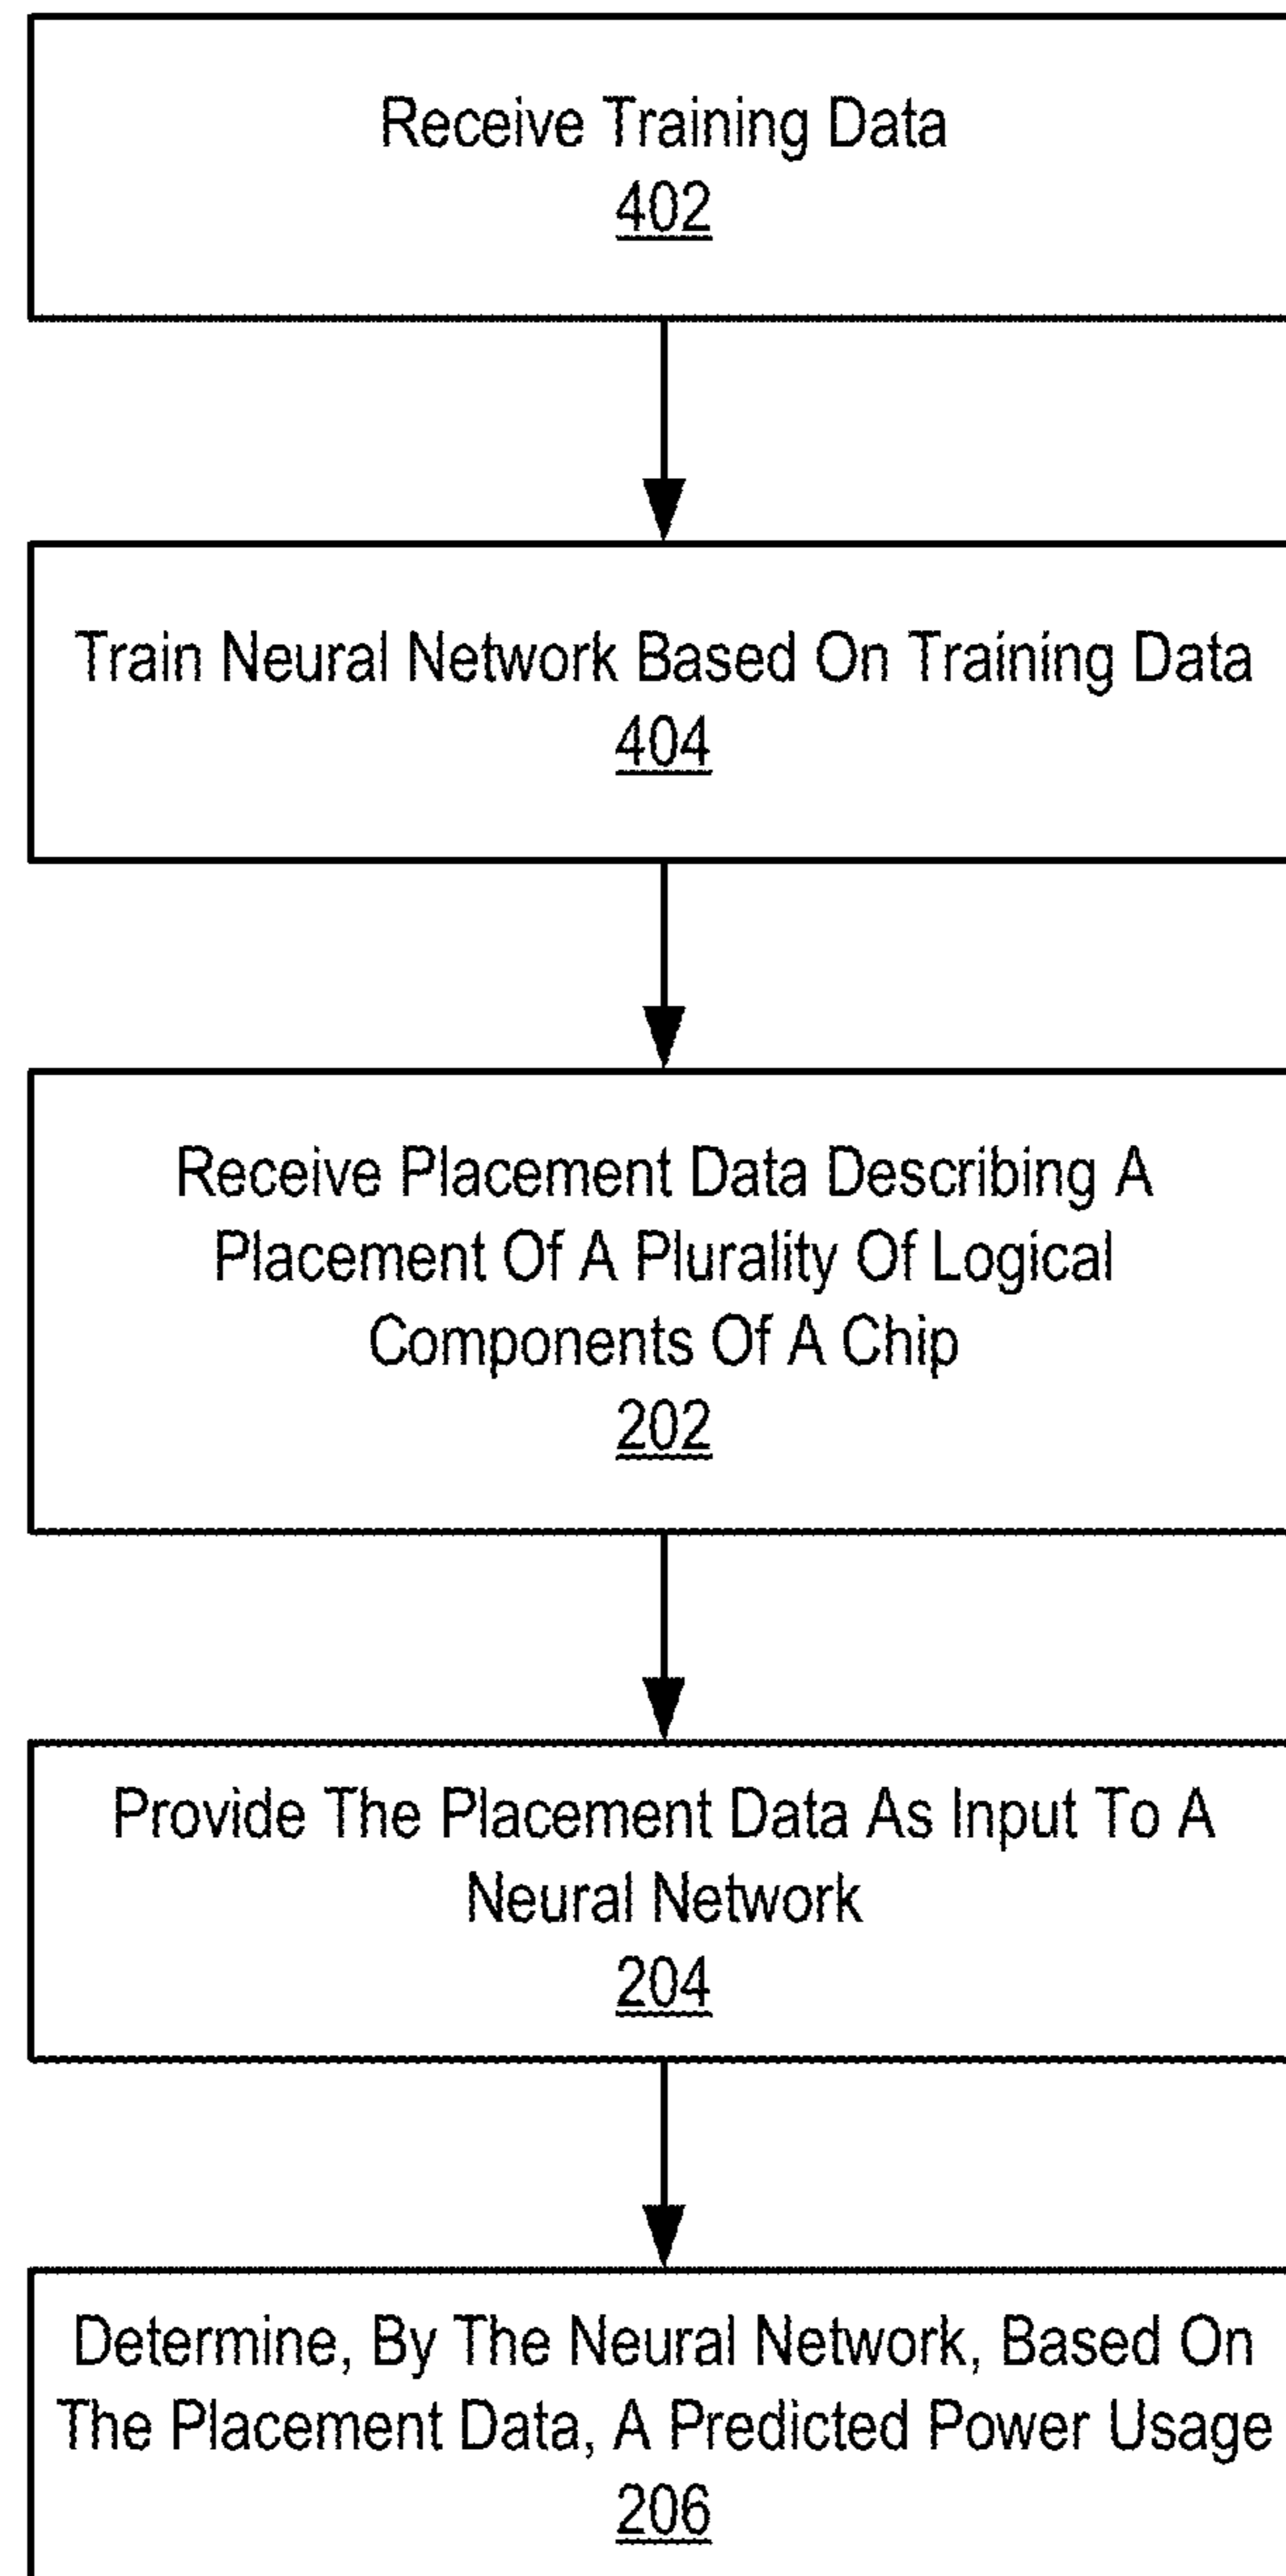 Receive Training Data
402
Train Neural Network Based On Training Data
404
Receive Placement Data Describing A
Placement Of A Plurality Of Logical
Components Of A Chip
202
Provide The Placement Data As Input To A
Neural Network
204
Determine, By The Neural Network, Based On
The Placement Data, A Predicted Power Usage
206